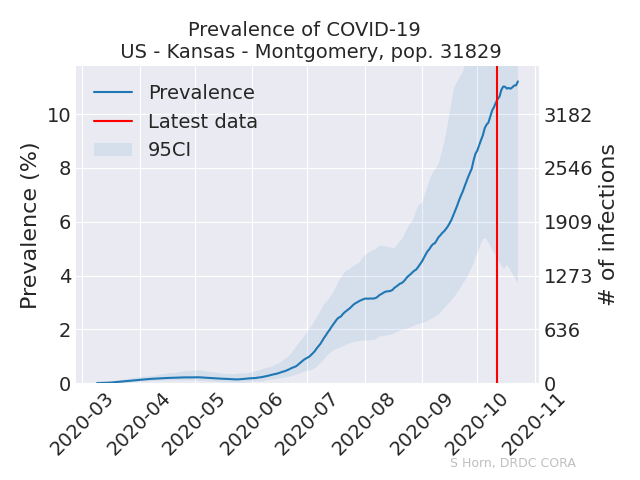 Prevalence of COVID-19
US - Kansas - Montgomery, pop. 31829
Prevalence
Latest data
95CI
Prevalence (%)
10
8
6
4
2
0
3182
2546
1909
1273
636
0
# of infections
2020-03
2020-04
2020-05
2020-06
2020-07
2020-08
2020-09
2020-10
2020-11
S Horn, DRDC CORA